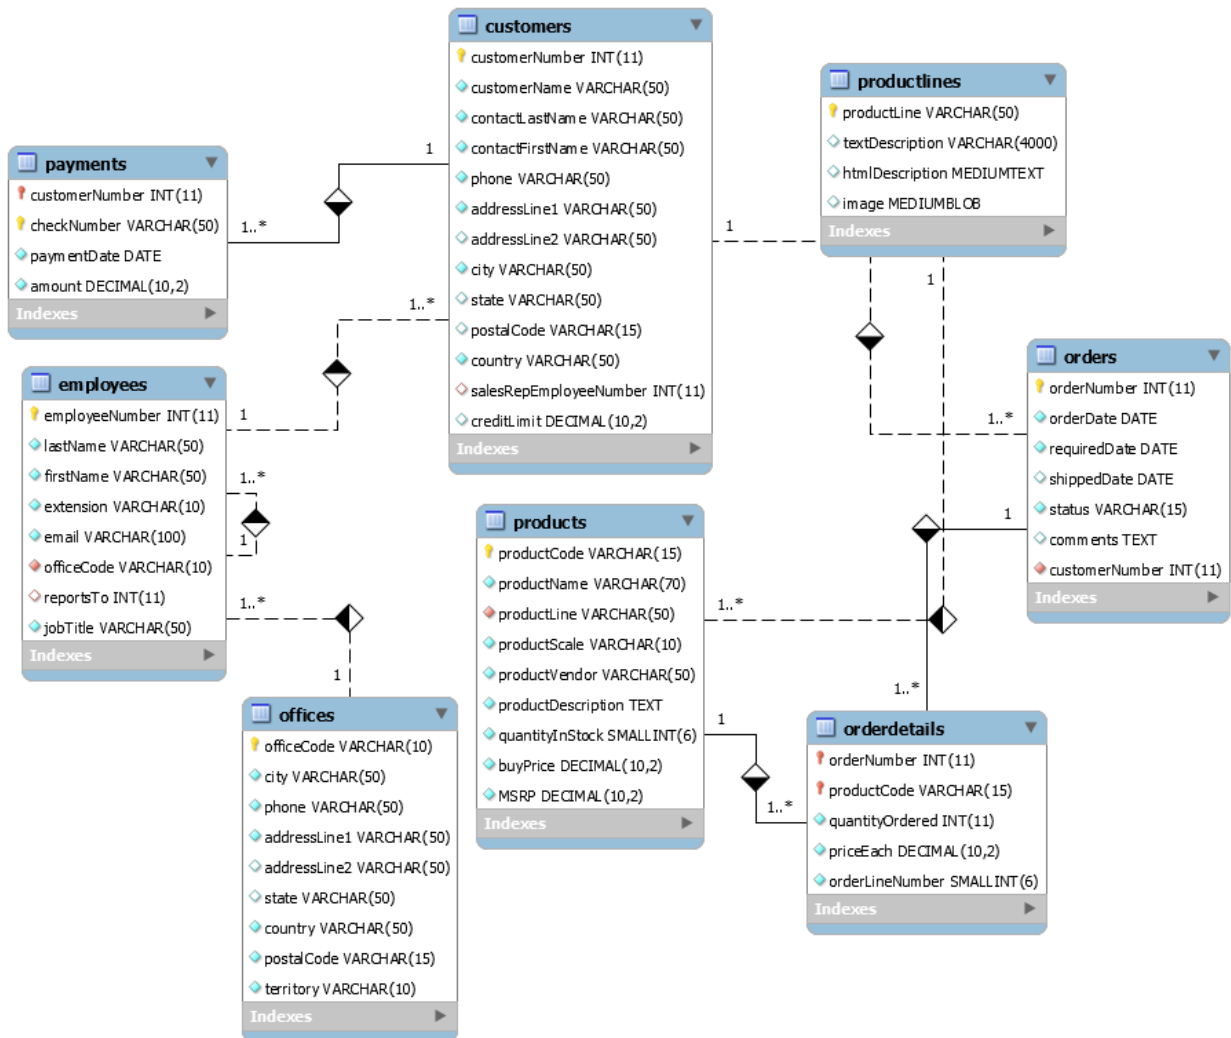 customers
customerNumber INT(11)
customerName VARCHAR(50)
contactLastName VARCHAR(50)
contactFirstName VARCHAR(50)
phone VARCHAR(50)
addressLine1 VARCHAR(50)
addressLine2 VARCHAR(50)
city VARCHAR(50)
state VARCHAR(50)
postalCode VARCHAR(15)
country VARCHAR(50)
salesRepEmployeeNumber INT(11)
creditLimit DECIMAL(10,2)
Indexes
productlines
productLine VARCHAR(50)
textDescription VARCHAR(4000)
htmlDescription MEDIUMTEXT
image MEDIUMBLOB
Indexes
payments
customerNumber INT(11)
checkNumber VARCHAR(50)
paymentDate DATE
amount DECIMAL(10,2)
Indexes
1
1..*
1
1
1..*
1
employees
employeeNumber INT(11)
lastName VARCHAR(50)
firstName VARCHAR(50)
extension VARCHAR(10)
email VARCHAR(100)
officeCode VARCHAR(10)
reportsTo INT(11)
jobTitle VARCHAR(50)
Indexes
1..*
1
1..*
1
orders
orderNumber INT(11)
orderDate DATE
requiredDate DATE
shippedDate DATE
status VARCHAR(15)
comments TEXT
customerNumber INT(11)
Indexes
1..*
1
products
productCode VARCHAR(15)
productName VARCHAR(70)
productLine VARCHAR(50)
productScale VARCHAR(10)
productVendor VARCHAR(50)
productDescription TEXT
quantityInStock SMALLINT(6)
buyPrice DECIMAL(10,2)
MSRP DECIMAL(10,2)
Indexes
1..*
1..*
1
1..*
offices
officeCode VARCHAR(10)
city VARCHAR(50)
phone VARCHAR(50)
addressLine1 VARCHAR(50)
addressLine2 VARCHAR(50)
state VARCHAR(50)
country VARCHAR(50)
postalCode VARCHAR(15)
territory VARCHAR(10)
Indexes
orderdetails
orderNumber INT(11)
productCode VARCHAR(15)
quantityOrdered INT(11)
priceEach DECIMAL(10,2)
orderLineNumber SMALLINT(6)
Indexes